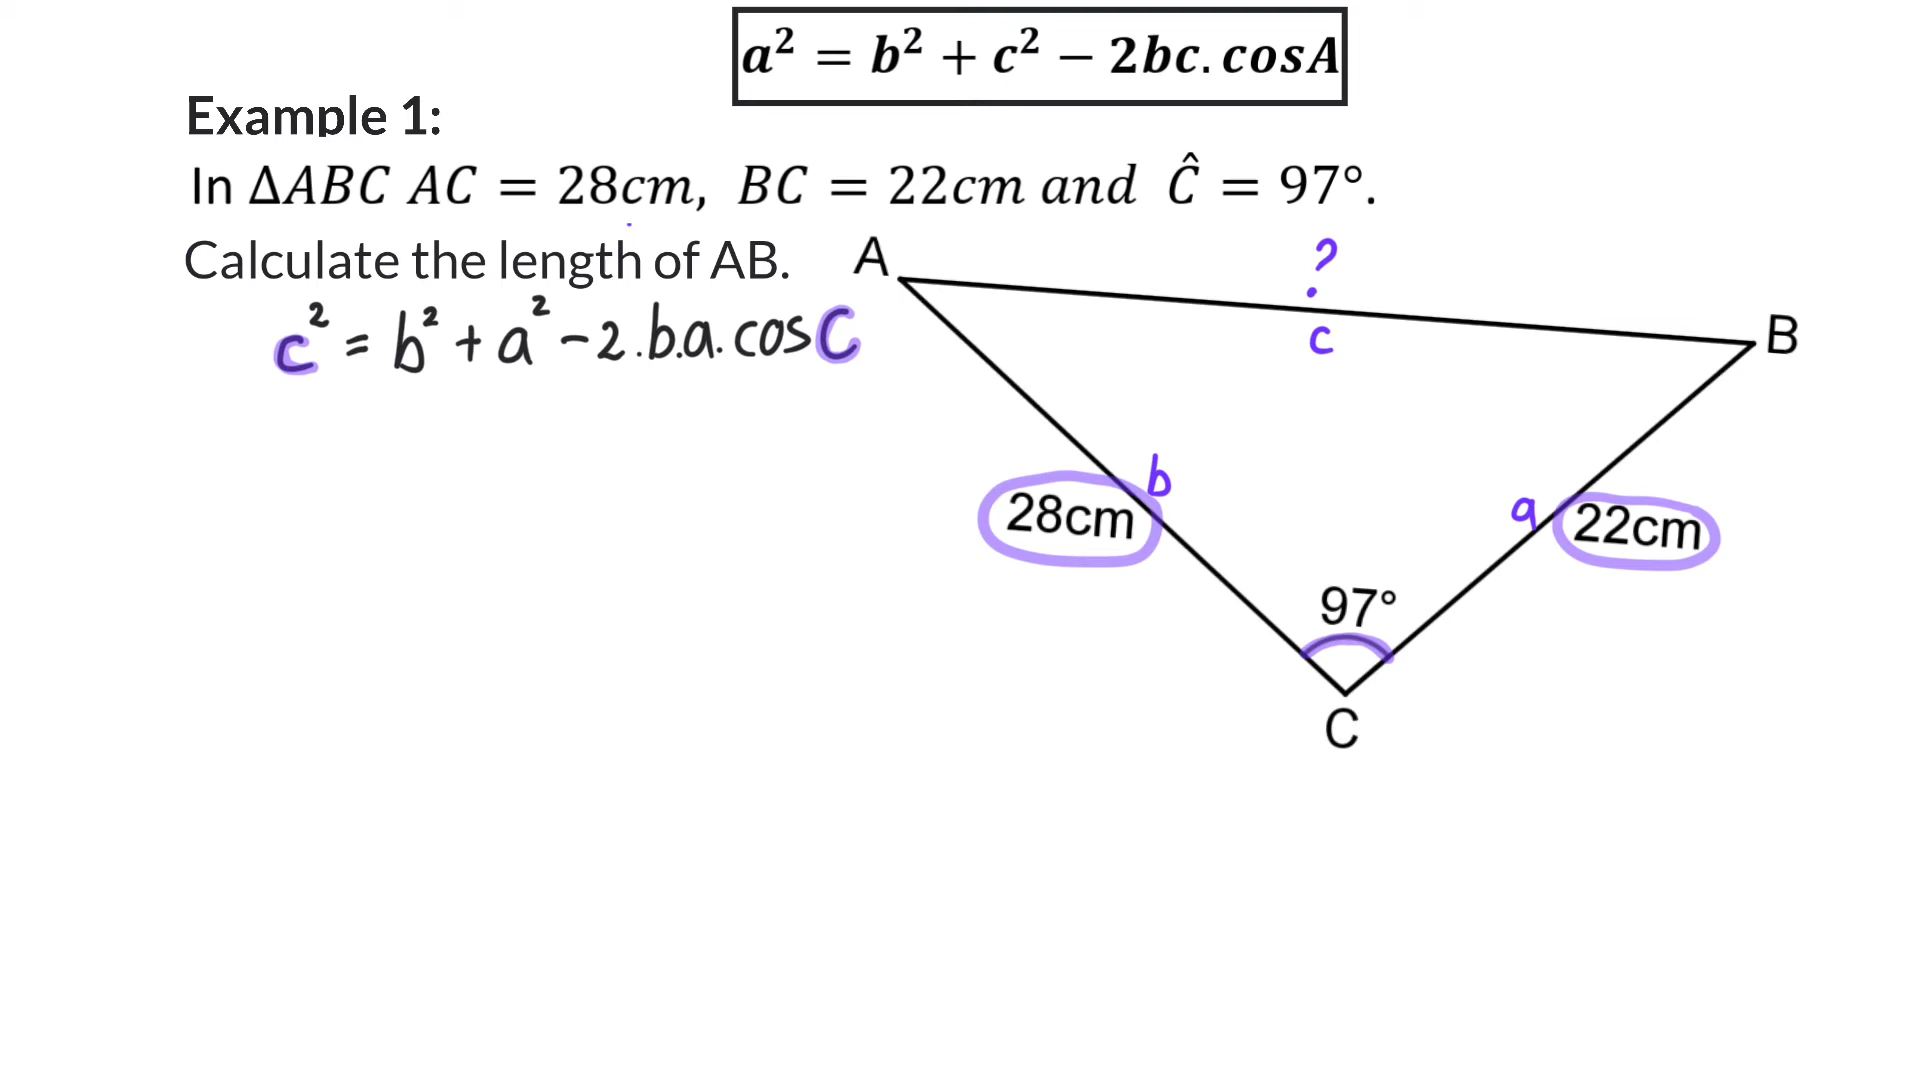 a² = b² + c² − 2bc.cosA
Example 1:
In ΔABC AC = 28cm, BC = 22cm and Ĉ = 97°.
Calculate the length of AB.
c² = b² + a² − 2.b.a.cosC
A
?
c
B
b
28cm
a
22cm
97°
C